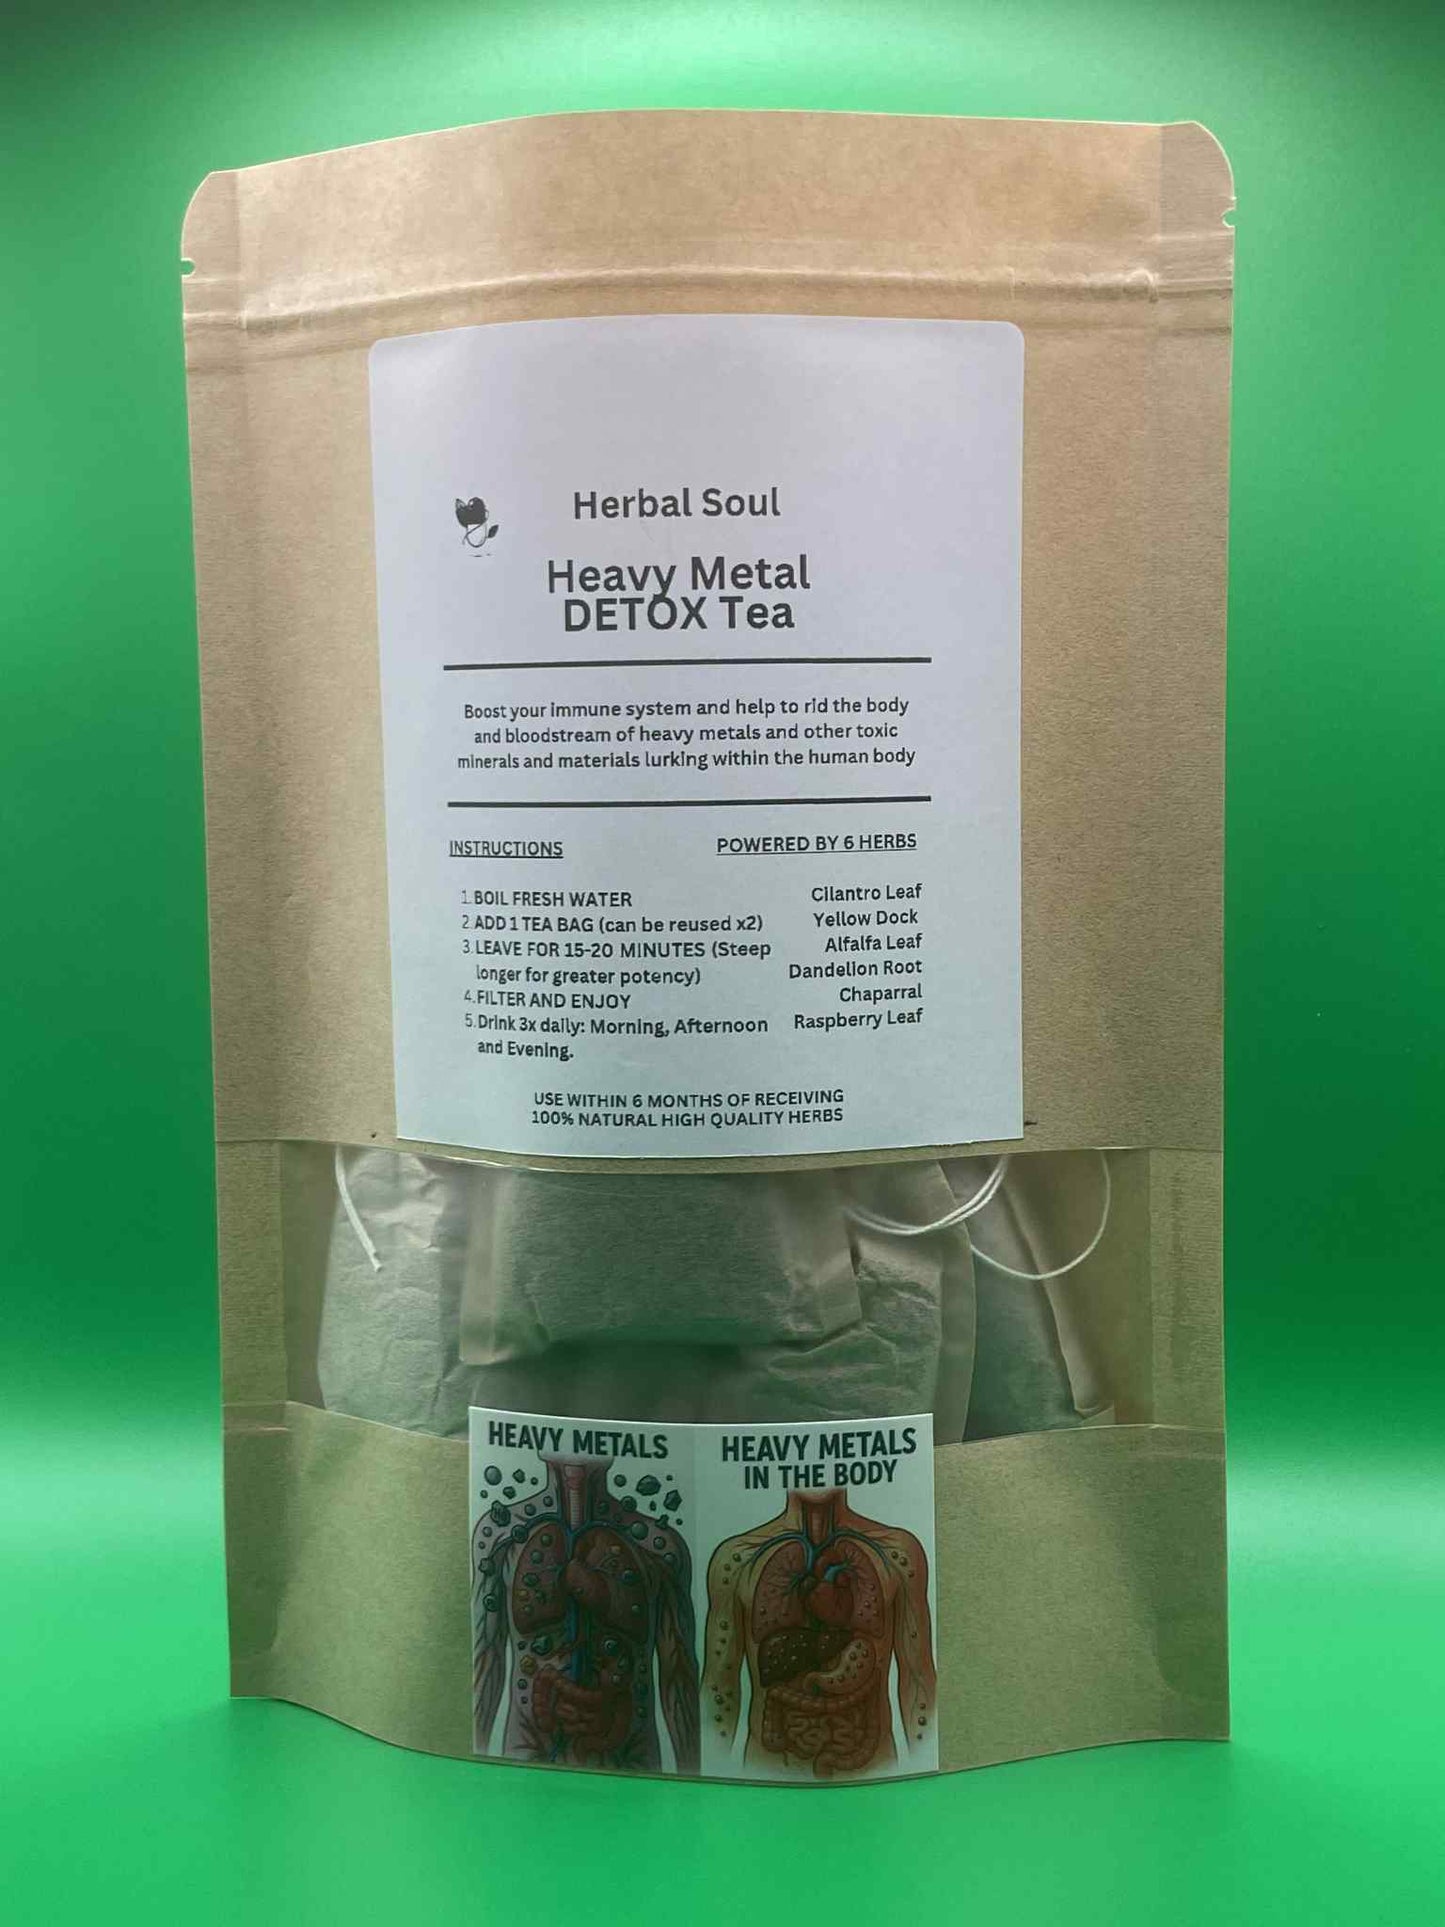 Herbal Soul
Heavy Metal
DETOX Tea
Boost your immune system and help to rid the body
and bloodstream of heavy metals and other toxic
minerals and materials lurking within the human body
INSTRUCTIONS
1.BOIL FRESH WATER
2.ADD 1 TEA BAG (can be reused x2)
3.LEAVE FOR 15-20 MINUTES (Steep
longer for greater potency)
4.FILTER AND ENJOY
5.Drink 3x daily: Morning, Afternoon
and Evening.
POWERED BY 6 HERBS
Cilantro Leaf
Yellow Dock
Alfalfa Leaf
Dandelion Root
Chaparral
Raspberry Leaf
USE WITHIN 6 MONTHS OF RECEIVING
100% NATURAL HIGH QUALITY HERBS
HEAVY METALS
HEAVY METALS
IN THE BODY